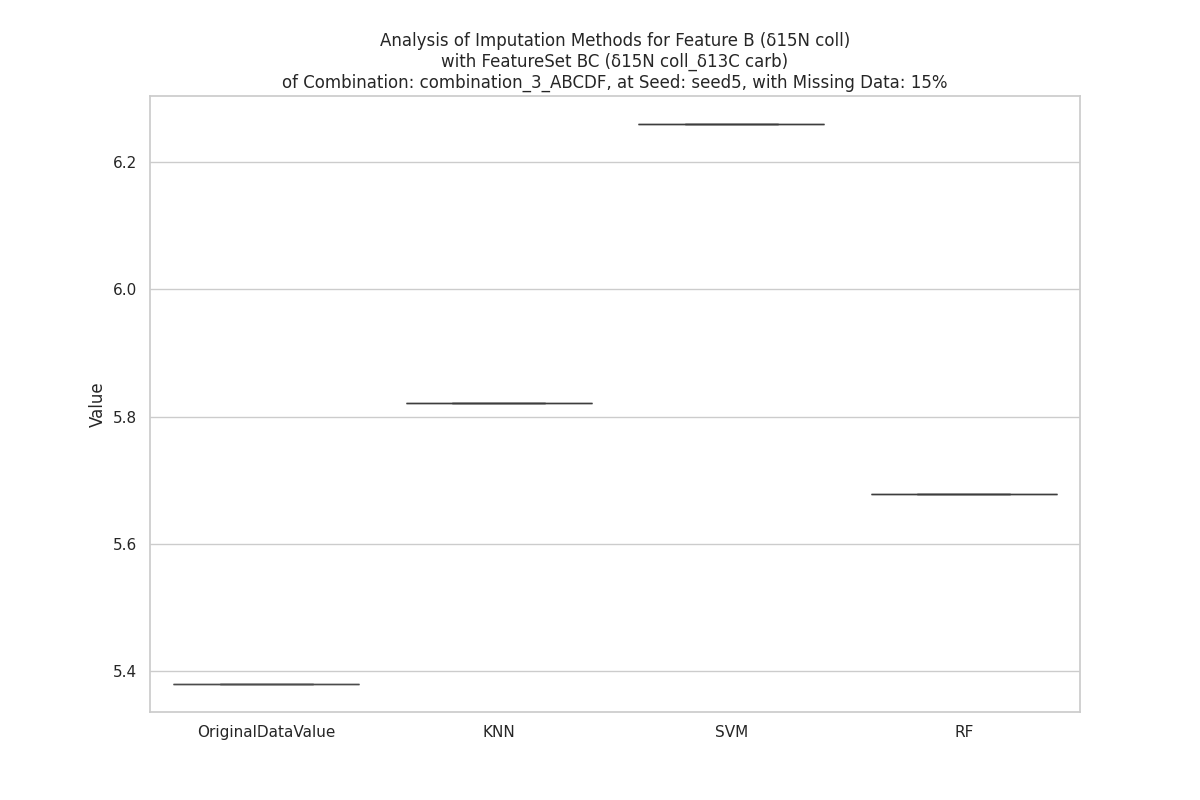 Analysis of Imputation Methods for Feature B (δ15N coll)
with FeatureSet BC (δ15N coll_δ13C carb)
of Combination: combination_3_ABCDF, at Seed: seed5, with Missing Data: 15%
Value
6.2
6.0
5.8
5.6
5.4
OriginalDataValue
KNN
SVM
RF